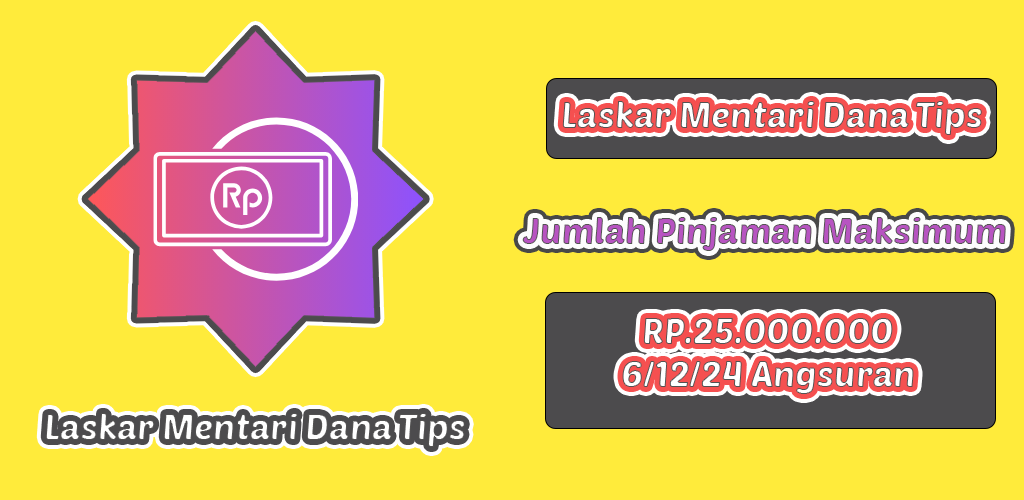 Rp
Laskar Mentari Dana Tips
Laskar Mentari Dana Tips
Jumlah Pinjaman Maksimum
RP.25.000.000
6/12/24 Angsuran